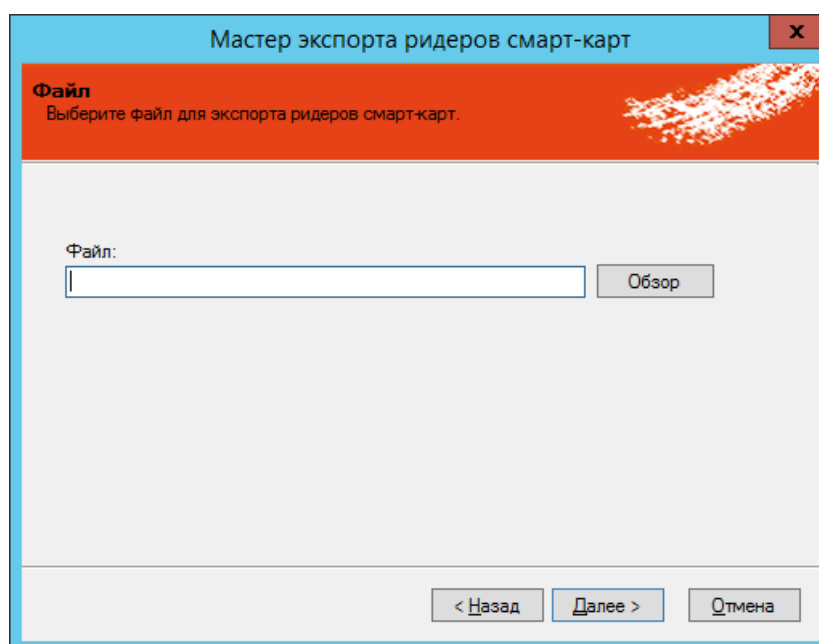 Мастер экспорта ридеров смарт-карт
x
Файл
Выберите файл для экспорта ридеров смарт-карт.
Файл:
Обзор
< Назад Далее > Отмена